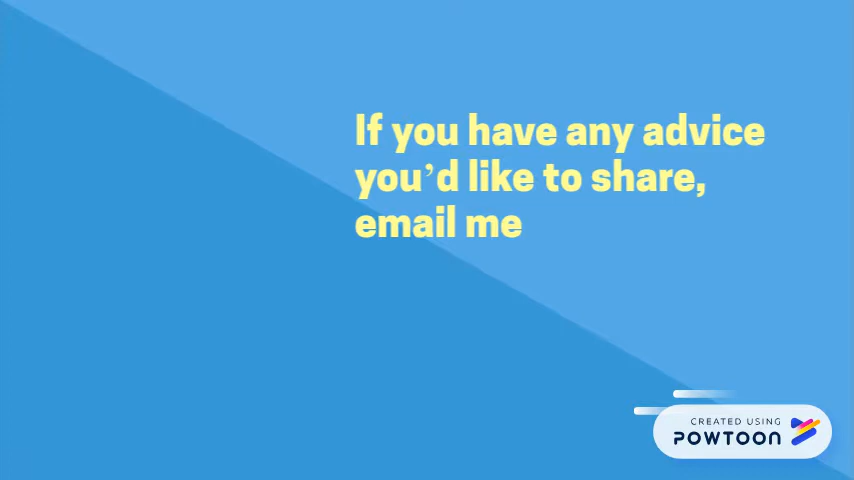 If you have any advice
you’d like to share,
email me
CREATED USING
POWTOON